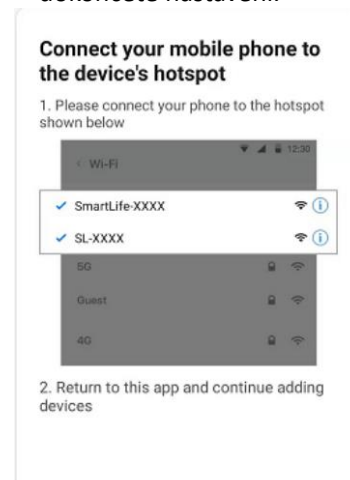 Connect your mobile phone to
the device's hotspot
1. Please connect your phone to the hotspot
shown below
12:30
Wi-Fi
SmartLife-XXXX
SL-XXXX
5G
Guest
4G
2. Return to this app and continue adding
devices